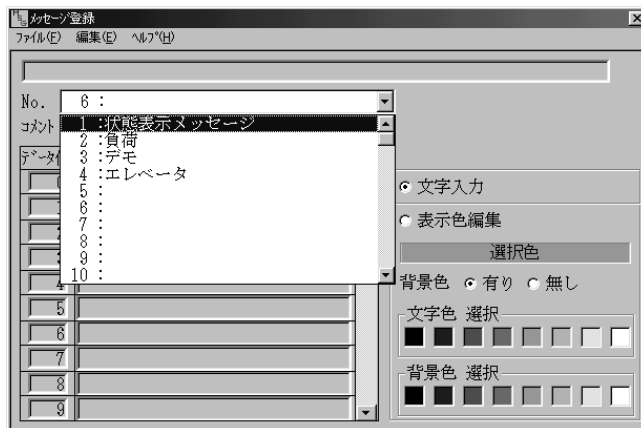 メッセージ登録
ファイル(F) 編集(E) ヘルプ(H)
No. 6 :
コメント
1 :状態表示メッセージ
2 :負荷
3 :デモ
4 :エレベータ
5 :
6 :
7 :
8 :
9 :
10 :
データ
4
5
6
7
8
9
文字入力
表示色編集
選択色
背景色 有り 無し
文字色 選択
背景色 選択